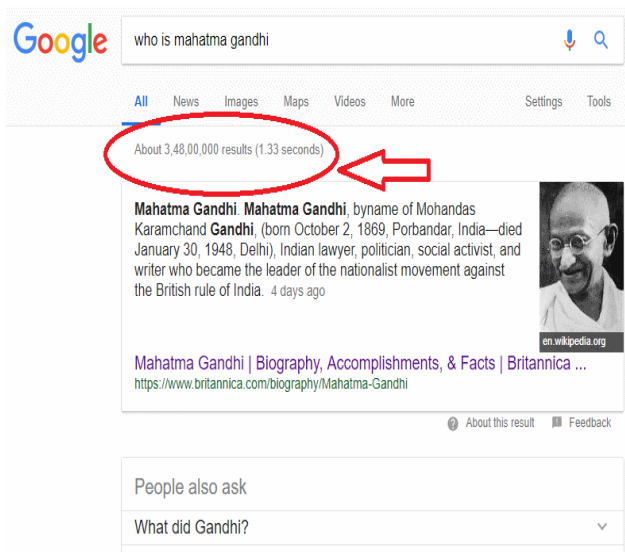 Google
who is mahatma gandhi
All News Images Maps Videos More Settings Tools
About 3,48,00,000 results (1.33 seconds)
Mahatma Gandhi. Mahatma Gandhi, byname of Mohandas
Karamchand Gandhi, (born October 2, 1869, Porbandar, India—died
January 30, 1948, Delhi), Indian lawyer, politician, social activist, and
writer who became the leader of the nationalist movement against
the British rule of India. 4 days ago
en.wikipedia.org
Mahatma Gandhi | Biography, Accomplishments, & Facts | Britannica ...
https://www.britannica.com/biography/Mahatma-Gandhi
About this result Feedback
People also ask
What did Gandhi?